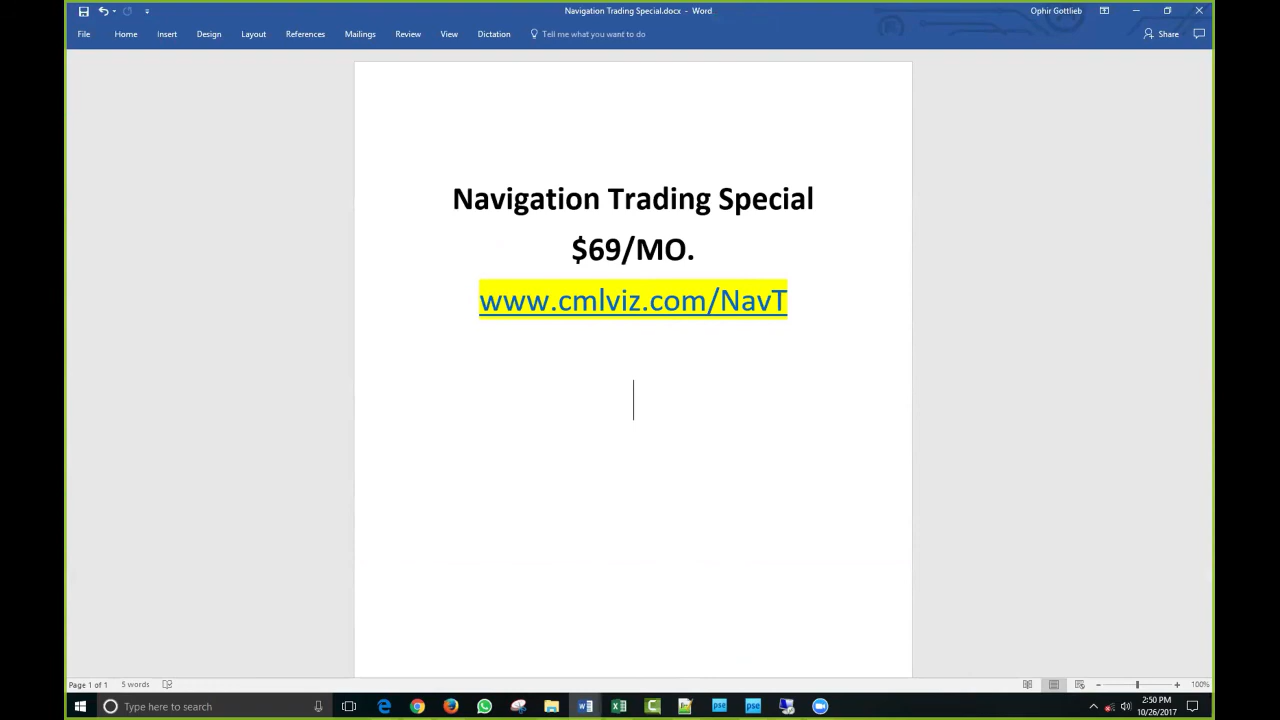 Navigation Trading Special.docx - Word
Ophir Gottlieb
File Home Insert Design Layout References Mailings Review View Dictation Tell me what you want to do Share
Navigation Trading Special
$69/MO.
www.cmlviz.com/NavT
Page 1 of 1 5 words 100%
Type here to search
pse pse
2:50 PM
10/26/2017